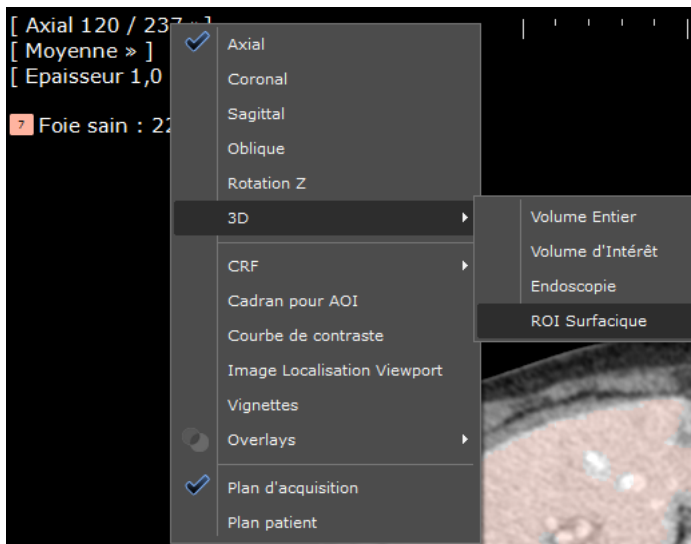 [ Axial 120 / 237 » ]
[ Moyenne » ]
[ Epaisseur 1,0
7 Foie sain : 22
Axial
Coronal
Sagittal
Oblique
Rotation Z
3D
Volume Entier
Volume d'Intérêt
Endoscopie
ROI Surfacique
CRF
Cadran pour AOI
Courbe de contraste
Image Localisation Viewport
Vignettes
Overlays
Plan d'acquisition
Plan patient